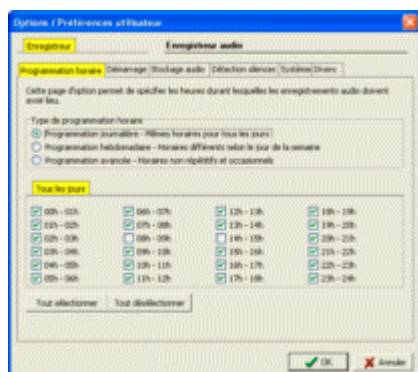 Options / Préférences utilisateur
Enregistreur
Enregistreur audio
Programmation horaire Démarrage Stockage audio Détection silences Système Divers
Cette page d'option permet de spécifier les heures durant lesquelles les enregistrements audio doivent
avoir lieu.
Type de programmation horaire
Programmation journalière - Mêmes horaires pour tous les jours
Programmation hebdomadaire - Horaires différents selon le jour de la semaine
Programmation avancée - Horaires non répétitifs et occasionnels
Tous les jours
00h - 01h 06h - 07h 12h - 13h 18h - 19h
01h - 02h 07h - 08h 13h - 14h 19h - 20h
02h - 03h 08h - 09h 14h - 15h 20h - 21h
03h - 04h 09h - 10h 15h - 16h 21h - 22h
04h - 05h 10h - 11h 16h - 17h 22h - 23h
05h - 06h 11h - 12h 17h - 18h 23h - 24h
Tout sélectionner Tout désélectionner
OK Annuler